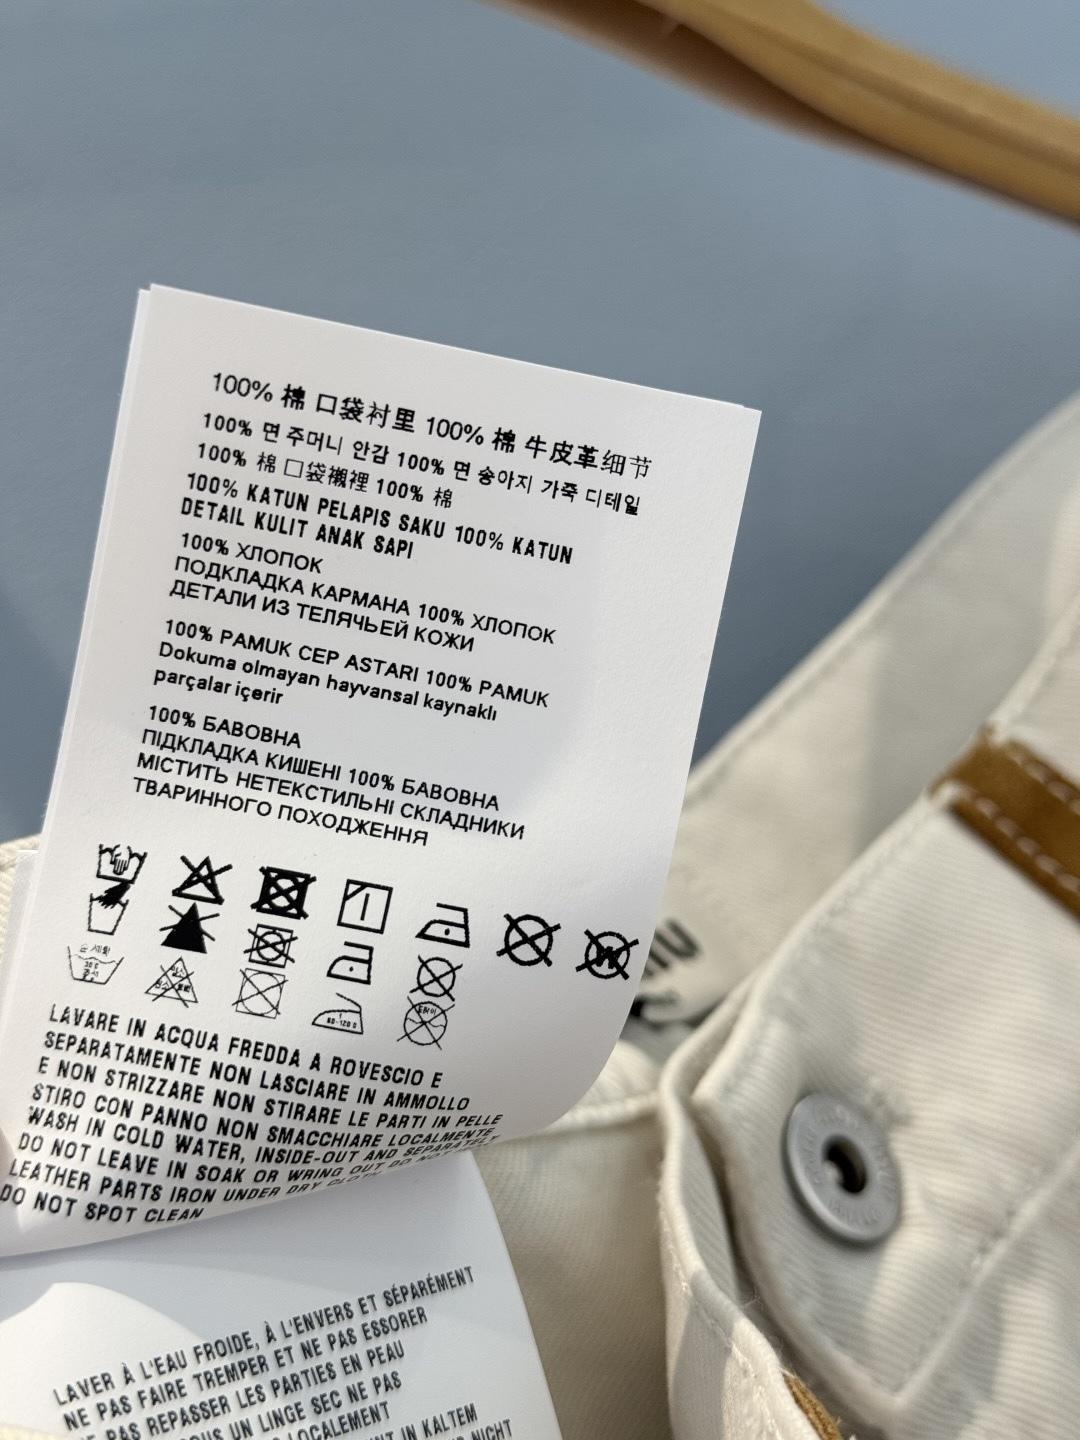 100% 棉 口袋衬里 100% 棉 牛皮革细节
100% 면 주머니 안감 100% 면 송아지 가죽 디테일
100% 棉 口袋襯裡 100% 棉
100% KATUN PELAPIS SAKU 100% KATUN
DETAIL KULIT ANAK SAPI
100% ХЛОПОК
ПОДКЛАДКА КАРМАНА 100% ХЛОПОК
ДЕТАЛИ ИЗ ТЕЛЯЧЬЕЙ КОЖИ
100% PAMUK CEP ASTARI 100% PAMUK
Dokuma olmayan hayvansal kaynaklı
parçalar içerir
100% БАВОВНА
ПІДКЛАДКА КИШЕНІ 100% БАВОВНА
МІСТИТЬ НЕТЕКСТИЛЬНІ СКЛАДНИКИ
ТВАРИННОГО ПОХОДЖЕННЯ
LAVARE IN ACQUA FREDDA A ROVESCIO E
SEPARATAMENTE NON LASCIARE IN AMMOLLO
E NON STRIZZARE NON STIRARE LE PARTI IN PELLE
STIRO CON PANNO NON SMACCHIARE LOCALMENTE
WASH IN COLD WATER, INSIDE-OUT AND SEPARATELY
DO NOT LEAVE IN SOAK OR WRING OUT DO NOT
LEATHER PARTS IRON UNDER DRY CLOTH
DO NOT SPOT CLEAN
LAVER À L'EAU FROIDE, À L'ENVERS ET SÉPARÉMENT
NE PAS FAIRE TREMPER ET NE PAS ESSORER
PAS REPASSER LES PARTIES EN PEAU
UN LINGE SEC NE PAS
LOCALEMENT
IN KALTEM
NICHT